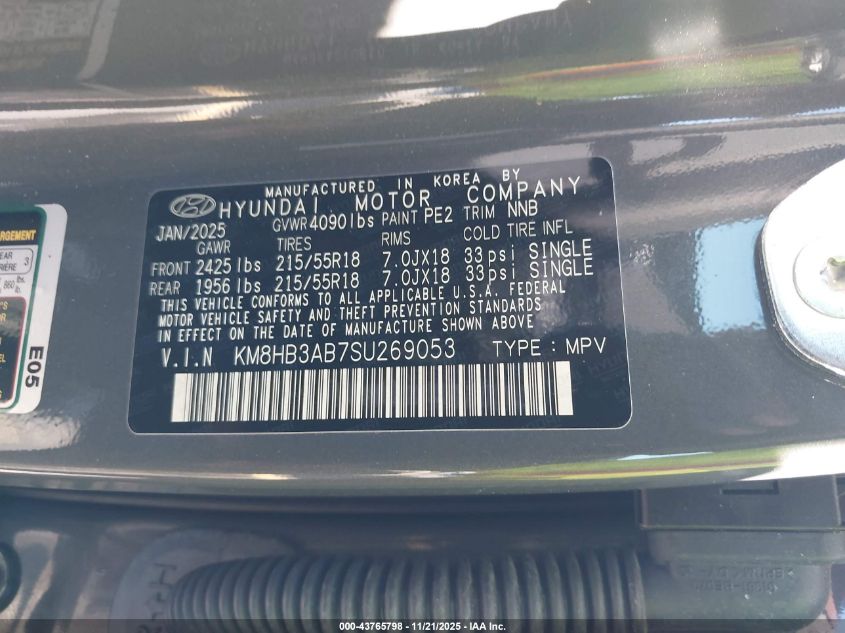 MANUFACTURED IN KOREA BY
HYUNDAI MOTOR COMPANY
JAN/2025 GVWR 4090 lbs PAINT PE2 TRIM NNB
GAWR TIRES RIMS COLD TIRE INFL
FRONT 2425 lbs 215/55R18 7.0JX18 33 psi SINGLE
REAR 1956 lbs 215/55R18 7.0JX18 33 psi SINGLE
THIS VEHICLE CONFORMS TO ALL APPLICABLE U.S.A. FEDERAL
MOTOR VEHICLE SAFETY AND THEFT PREVENTION STANDARDS
IN EFFECT ON THE DATE OF MANUFACTURE SHOWN ABOVE
V.I.N KM8HB3AB7SU269053 TYPE : MPV
3
860
E05
000-43765798 - 11/21/2025 - IAA Inc.